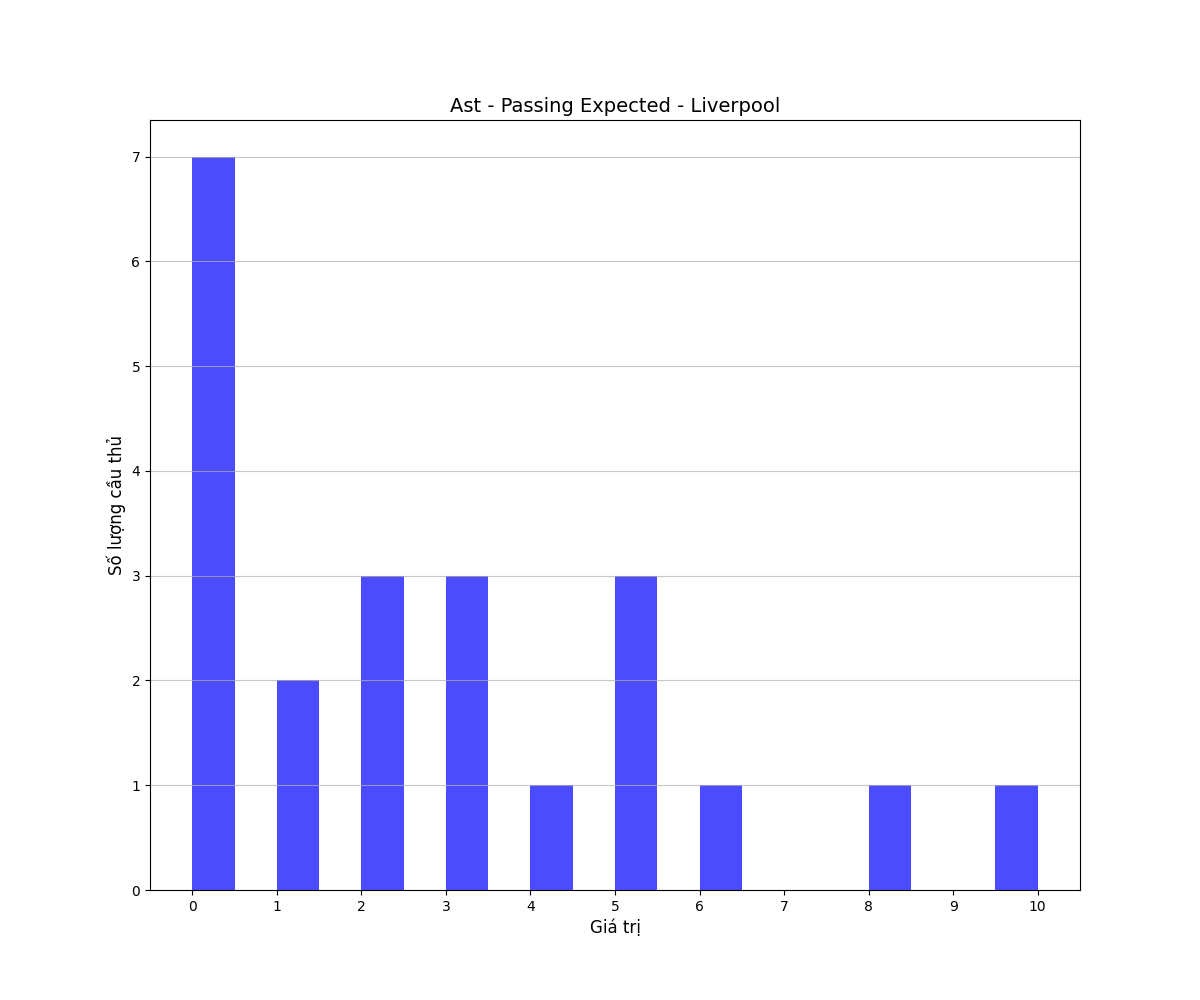 Ast - Passing Expected - Liverpool
Số lượng cầu thủ
7
6
5
4
3
2
1
0
0 1 2 3 4 5 6 7 8 9 10
Giá trị